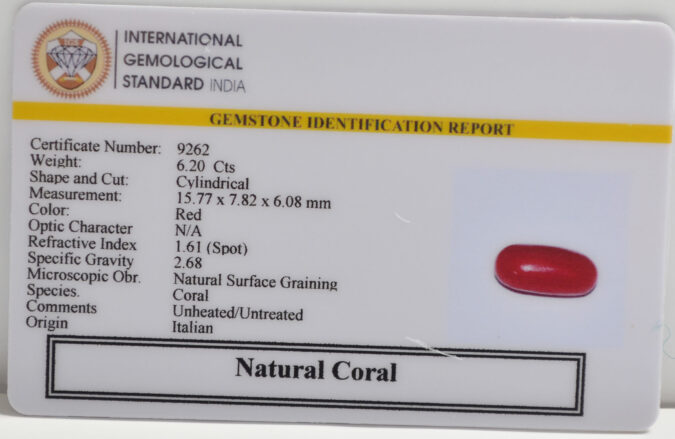 INTERNATIONAL
GEMOLOGICAL
STANDARD INDIA
GEMSTONE IDENTIFICATION REPORT
Certificate Number: 9262
Weight: 6.20 Cts
Shape and Cut: Cylindrical
Measurement: 15.77 x 7.82 x 6.08 mm
Color: Red
Optic Character N/A
Refractive Index 1.61 (Spot)
Specific Gravity 2.68
Microscopic Obr. Natural Surface Graining
Species. Coral
Comments Unheated/Untreated
Origin Italian
Natural Coral